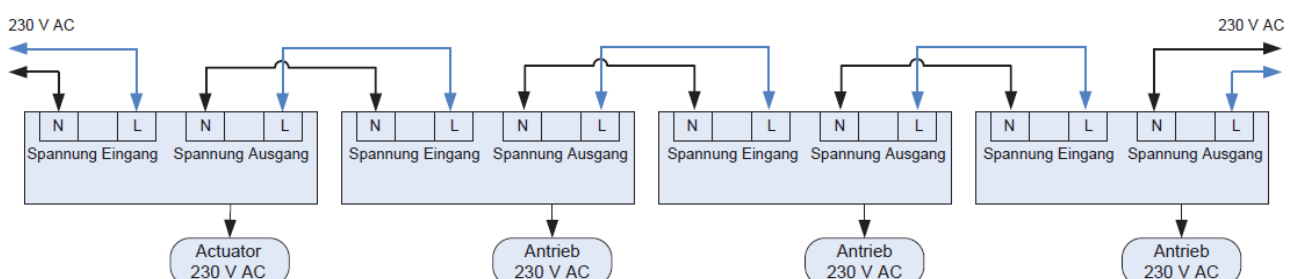 230 V AC
230 V AC
N L N L N L N L N L N L N L N L
Spannung Eingang Spannung Ausgang Spannung Eingang Spannung Ausgang Spannung Eingang Spannung Ausgang Spannung Eingang Spannung Ausgang
Actuator
230 V AC
Antrieb
230 V AC
Antrieb
230 V AC
Antrieb
230 V AC